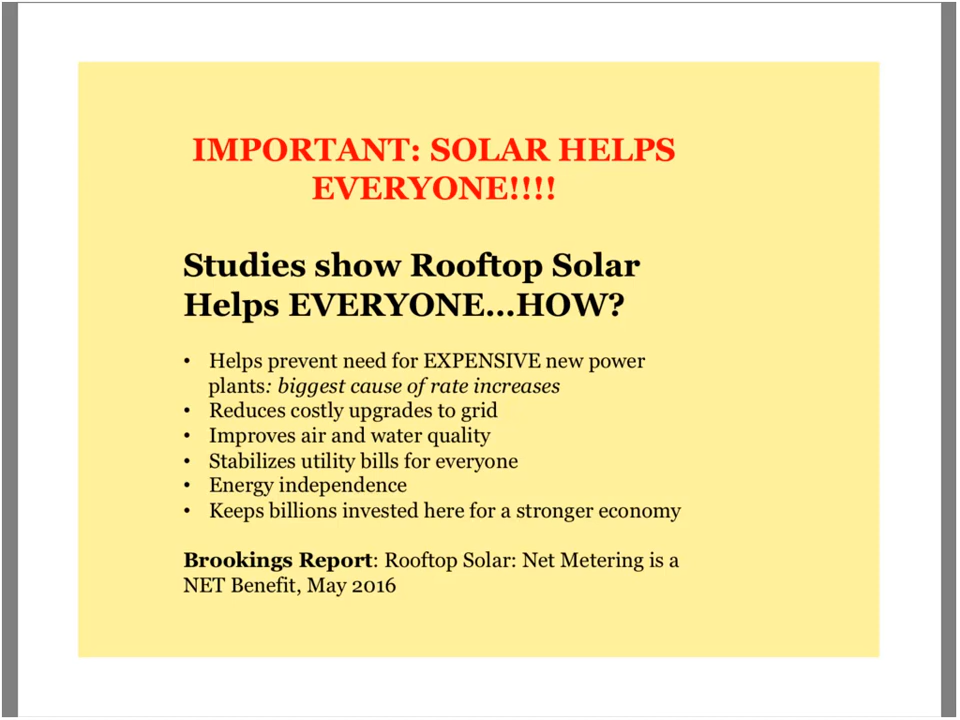 IMPORTANT: SOLAR HELPS
EVERYONE!!!!
Studies show Rooftop Solar
Helps EVERYONE...HOW?
• Helps prevent need for EXPENSIVE new power
plants: biggest cause of rate increases
• Reduces costly upgrades to grid
• Improves air and water quality
• Stabilizes utility bills for everyone
• Energy independence
• Keeps billions invested here for a stronger economy
Brookings Report: Rooftop Solar: Net Metering is a
NET Benefit, May 2016